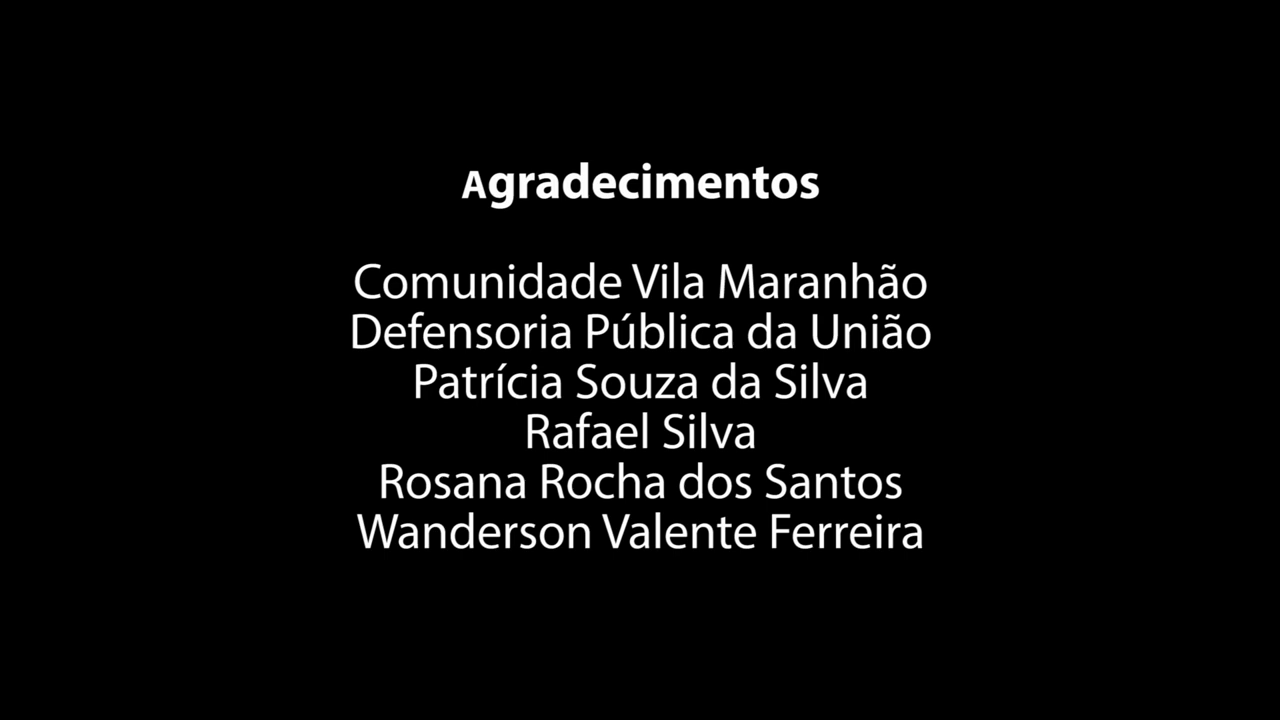 Agradecimentos
Comunidade Vila Maranhão
Defensoria Pública da União
Patrícia Souza da Silva
Rafael Silva
Rosana Rocha dos Santos
Wanderson Valente Ferreira